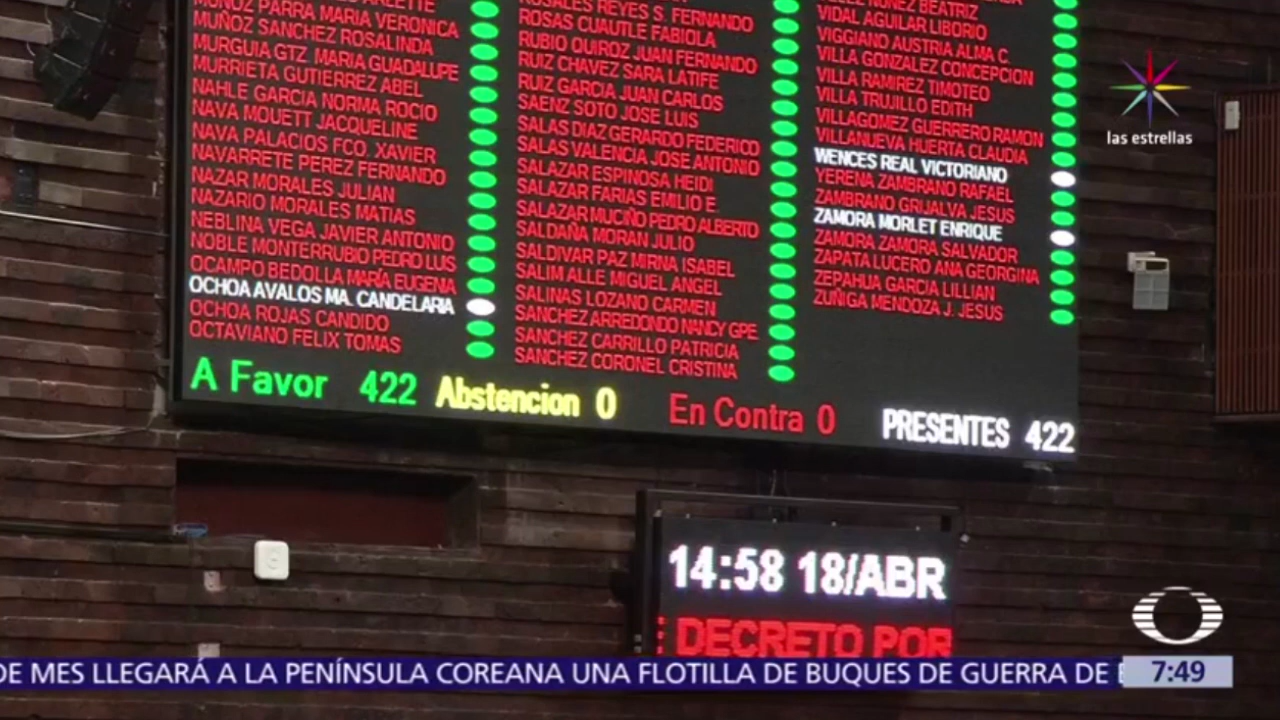 MUÑOZ PARRA MARIA VERONICA
MUÑOZ SANCHEZ ROSALINDA
MURGUIA GTZ. MARIA GUADALUPE
MURRIETA GUTIERREZ ABEL
NAHLE GARCIA NORMA ROCIO
NAVA MOUETT JACQUELINE
NAVA PALACIOS FCO. XAVIER
NAVARRETE PEREZ FERNANDO
NAZAR MORALES JULIAN
NAZARIO MORALES MATIAS
NEBLINA VEGA JAVIER ANTONIO
NOBLE MONTERRUBIO PEDRO LUIS
OCAMPO BEDOLLA MARÍA EUGENA
OCHOA AVALOS MA. CANDELARIA
OCHOA ROJAS CANDIDO
OCTAVIANO FELIX TOMAS
ROSALES REYES S. FERNANDO
ROSAS CUAUTLE FABIOLA
RUBIO QUIROZ JUAN FERNANDO
RUIZ CHAVEZ SARA LATIFE
RUIZ GARCIA JUAN CARLOS
SAENZ SOTO JOSE LUIS
SALAS DIAZ GERARDO FEDERICO
SALAS VALENCIA JOSE ANTONIO
SALAZAR ESPINOSA HEIDI
SALAZAR FARIAS EMILIO E.
SALAZAR MUCIÑO PEDRO ALBERTO
SALDAÑA MORAN JULIO
SALDIVAR PAZ MIRNA ISABEL
SALIM ALLE MIGUEL ANGEL
SALINAS LOZANO CARMEN
SANCHEZ ARREDONDO NANCY GPE.
SANCHEZ CARRILLO PATRICIA
SANCHEZ CORONEL CRISTINA
NUÑEZ BEATRIZ
VIDAL AGUILAR LIBORIO
VIGGIANO AUSTRIA ALMA C.
VILLA GONZALEZ CONCEPCION
VILLA RAMIREZ TIMOTEO
VILLA TRUJILLO EDITH
VILLAGOMEZ GUERRERO RAMON
VILLANUEVA HUERTA CLAUDIA
WENCES REAL VICTORIANO
YERENA ZAMBRANO RAFAEL
ZAMBRANO GRIJALVA JESUS
ZAMORA MORLET ENRIQUE
ZAMORA ZAMORA SALVADOR
ZAPATA LUCERO ANA GEORGINA
ZEPAHUA GARCIA LILLIAN
ZUÑIGA MENDOZA J. JESUS
A Favor 422 Abstencion 0 En Contra 0 PRESENTES 422
las estrellas
14:58 18/ABR
DECRETO POR
DE MES LLEGARÁ A LA PENÍNSULA COREANA UNA FLOTILLA DE BUQUES DE GUERRA DE
7:49